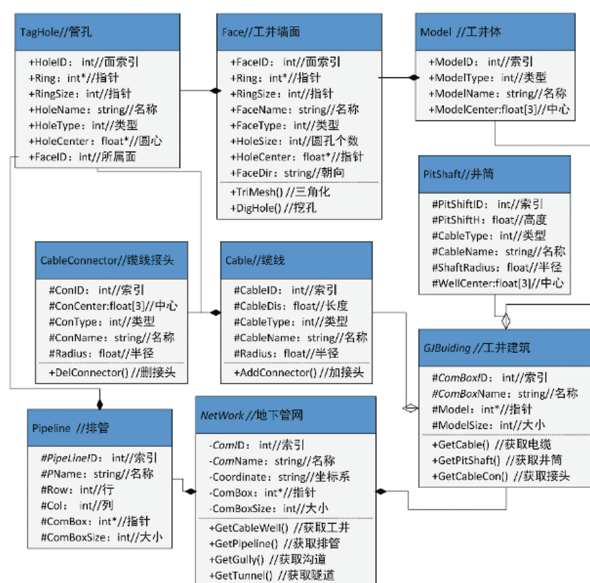 TagHole//管孔
+HoleID: int//面索引
+Ring: int*//指针
+RingSize: int//指针
+HoleName: string//名称
+HoleType: int//类型
+HoleCenter: float*//圆心
+FaceID: int//所属面
Face//工井墙面
+FaceID: int//面索引
+Ring: int*//指针
+RingSize: int//指针
+FaceName: string//名称
+FaceType: int//类型
+HoleSize: int//圆孔个数
+HoleCenter: float*//指针
+FaceDir: string//朝向
+TriMesh()//三角化
+DigHole()//挖孔
Model //工井体
+ModelID: int//索引
+ModelType: int//类型
+ModelName: string//名称
+ModelCenter:float[3]//中心
PitShaft//井筒
#PitShiftID: int//索引
#PitShiftH: float//高度
#CableType: int//类型
#CableName: string//名称
#ShaftRadius: float//半径
#WellCenter:float[3]//中心
CableConnector//缆线接头
#ConID: int//索引
#ConCenter:float[3]//中心
#ConType: int//类型
#ConName: string//名称
#Radius: float//半径
+DelConnector()//删接头
Cable//缆线
#CableID: int//索引
#CableDis: float//长度
#CableType: int//类型
#CableName: string//名称
#Radius: float//半径
+AddConnector()//加接头
GJBuiding//工井建筑
#ComBoxID: int//索引
#ComBoxName: string//名称
#Model: int*//指针
#ModelSize: int//大小
+GetCable() //获取电缆
+GetPitShaft() //获取井筒
+GetCableCon() //获取接头
Pipeline //排管
#PipeLineID: int//索引
#PName: string//名称
#Row: int//行
#Col: int//列
#ComBox: int*//指针
#ComBoxSize: int//大小
NetWork//地下管网
-ComID: int//索引
-ComName: string//名称
-Coordinate: string//坐标系
-ComBox: int*//指针
-ComBoxSize: int//大小
+GetCableWell() //获取工井
+GetPipeline() //获取排管
+GetGully() //获取沟道
+GetTunnel() //获取隧道